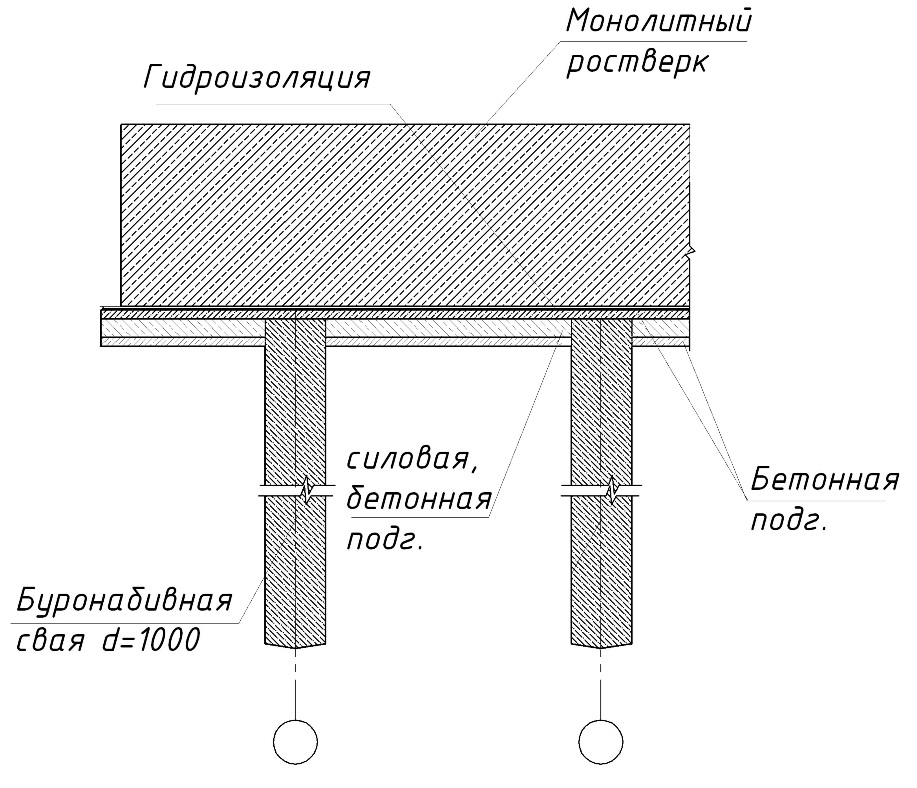 Монолитный
ростверк
Гидроизоляция
силовая,
бетонная
подг.
Бетонная
подг.
Буронабивная
свая d=1000